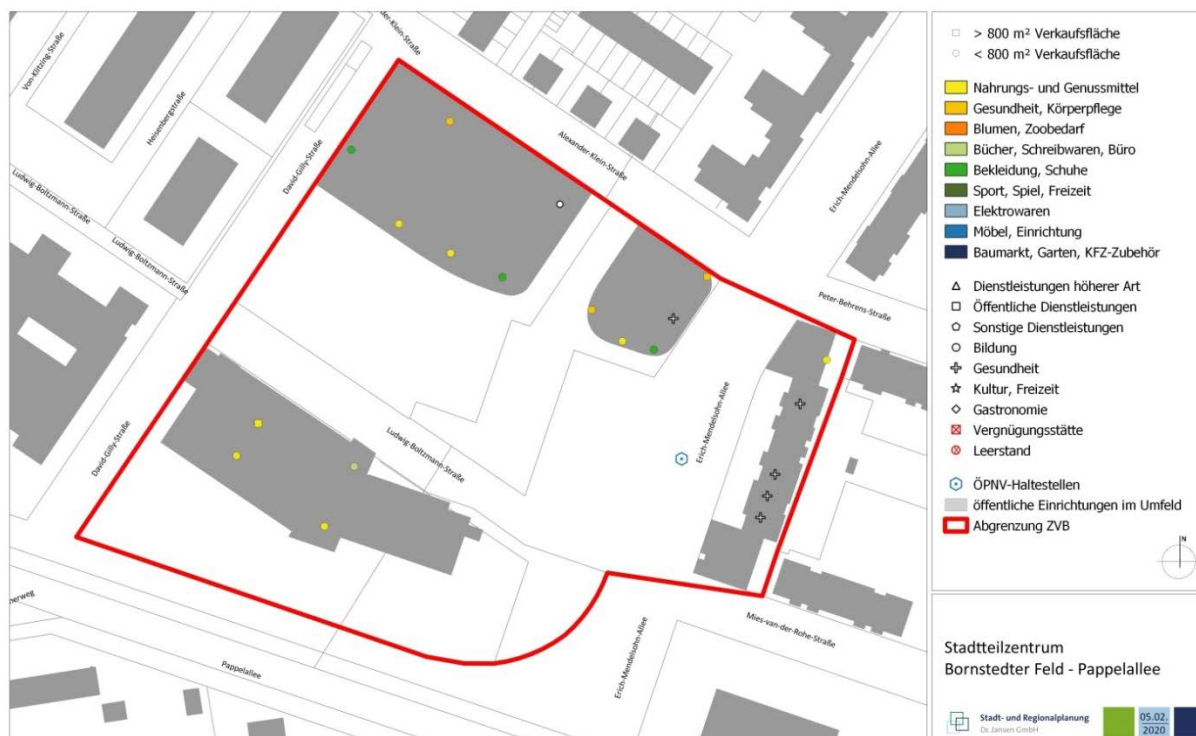 Von-Klitzing-Straße
Heisenbergstraße
Ludwig-Boltzmann-Straße
Ludwig-Boltzmann-Straße
David-Gilly-Straße
der-Klein-Straße
Alexander-Klein-Straße
Erich-Mendelsohn-Allee
Peter-Behrens-Straße
Erich-Mendelsohn-Allee
Ludwig-Boltzmann-Straße
David-Gilly-Straße
nerweg
Pappelallee
Erich-Mendelsohn-Allee
Mies-van-der-Rohe-Straße
> 800 m² Verkaufsfläche
< 800 m² Verkaufsfläche
Nahrungs- und Genussmittel
Gesundheit, Körperpflege
Blumen, Zoobedarf
Bücher, Schreibwaren, Büro
Bekleidung, Schuhe
Sport, Spiel, Freizeit
Elektrowaren
Möbel, Einrichtung
Baumarkt, Garten, KFZ-Zubehör
Dienstleistungen höherer Art
Öffentliche Dienstleistungen
Sonstige Dienstleistungen
Bildung
Gesundheit
Kultur, Freizeit
Gastronomie
Vergnügungsstätte
Leerstand
ÖPNV-Haltestellen
öffentliche Einrichtungen im Umfeld
Abgrenzung ZVB
N
Stadtteilzentrum
Bornstedter Feld - Pappelallee
Stadt- und Regionalplanung
Dr. Jansen GmbH
05.02.
2020